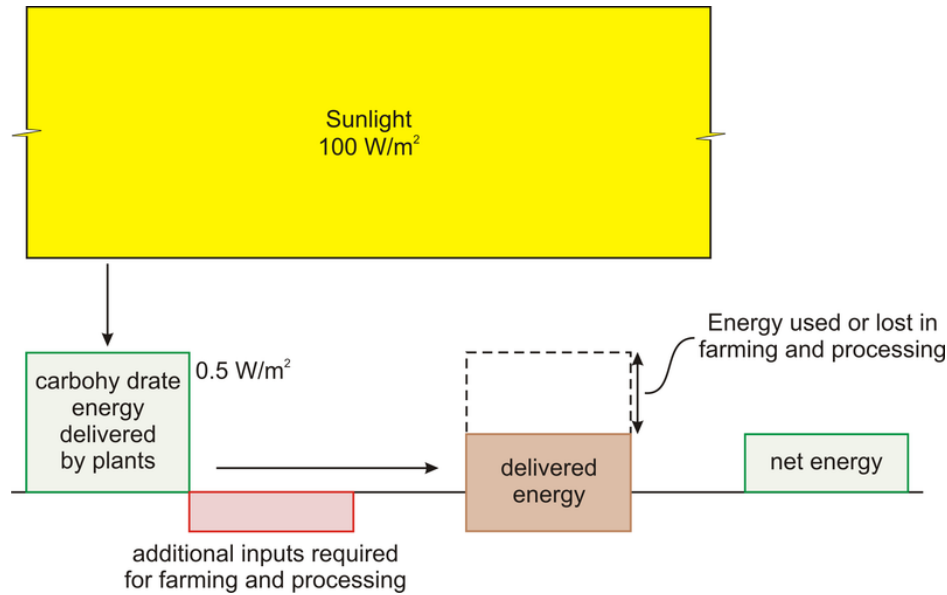 Sunlight
100 W/m²
Energy used or lost in
farming and processing
0.5 W/m²
carbohy drate
energy
delivered
by plants
delivered
energy
net energy
additional inputs required
for farming and processing